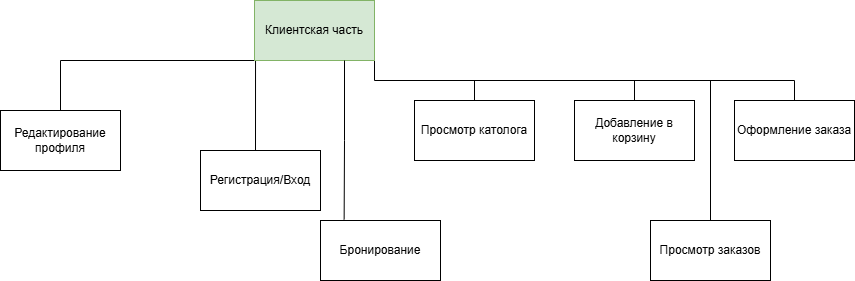 Клиентская часть
Редактирование
профиля
Регистрация/Вход
Бронирование
Просмотр католога
Добавление в
корзину
Оформление заказа
Просмотр заказов